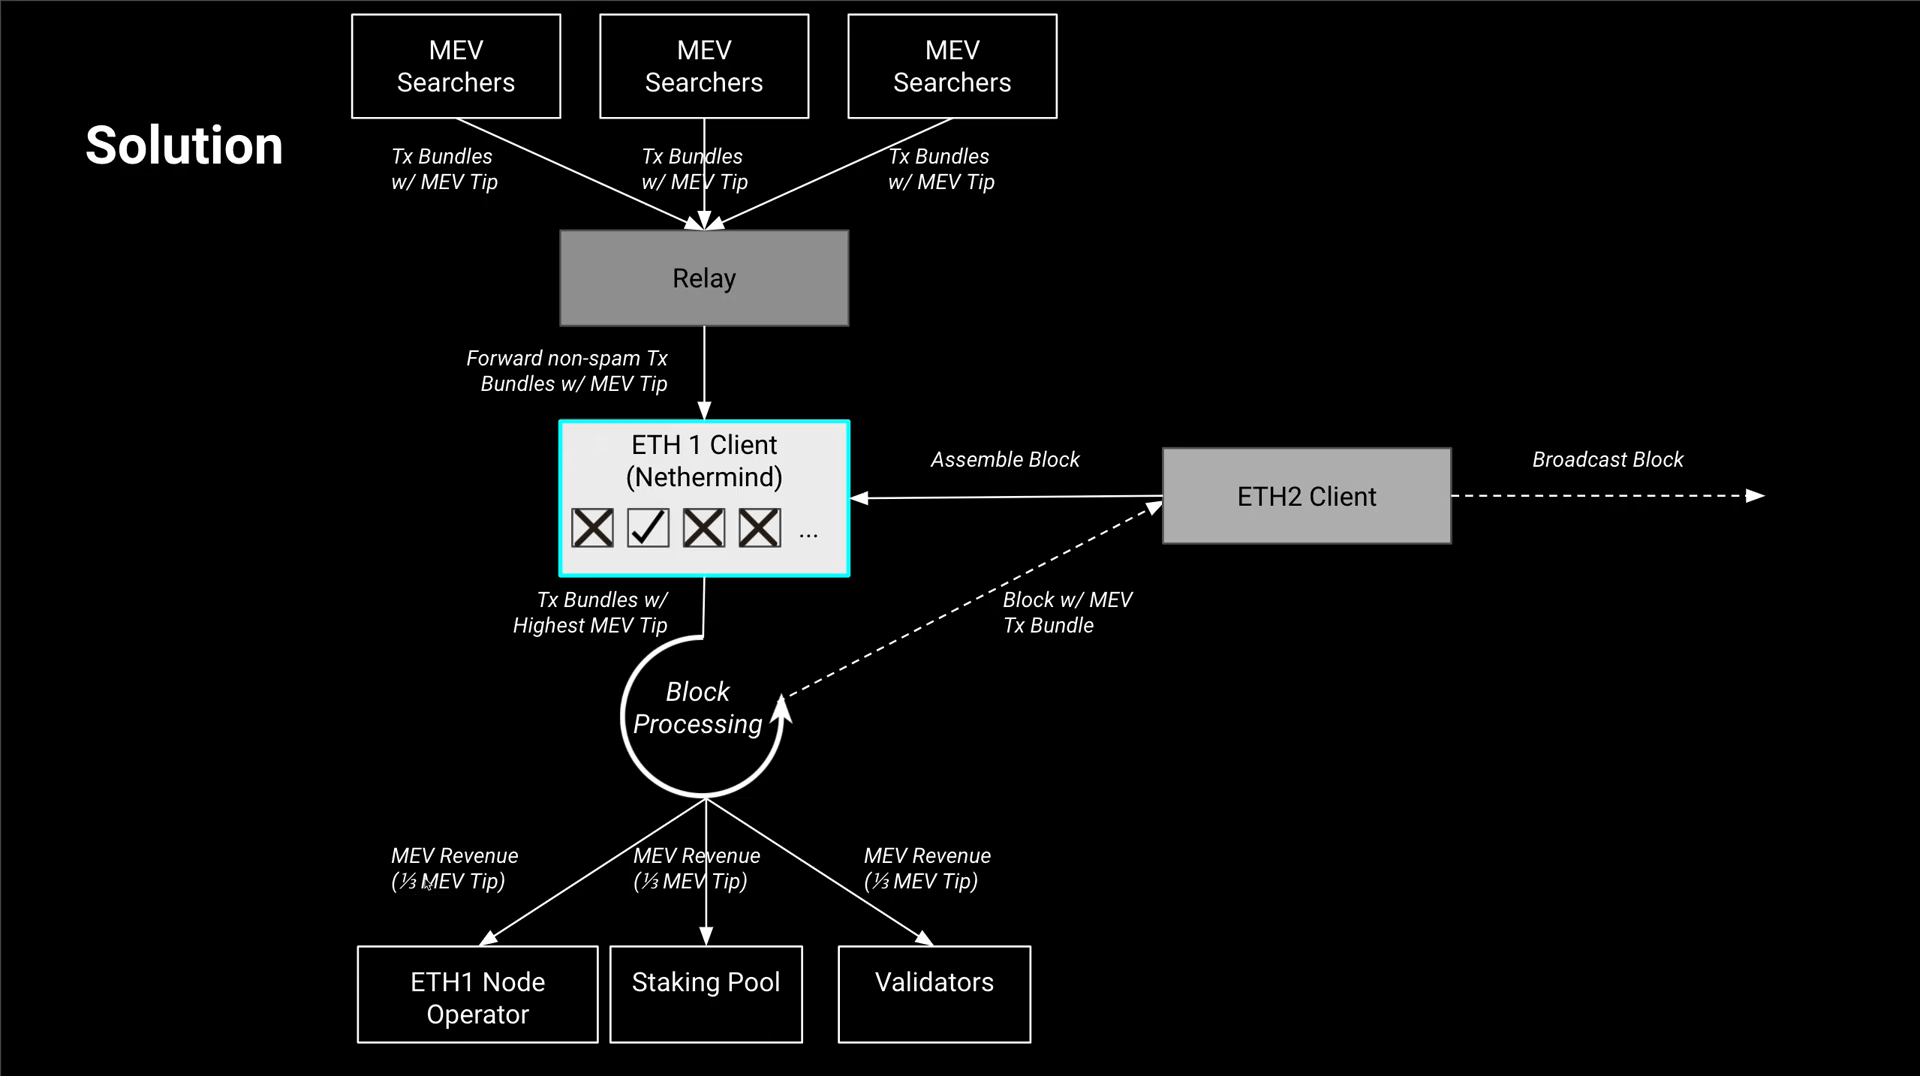 MEV
Searchers
MEV
Searchers
MEV
Searchers
Solution
Tx Bundles
w/ MEV Tip
Tx Bundles
w/ MEV Tip
Tx Bundles
w/ MEV Tip
Relay
Forward non-spam Tx
Bundles w/ MEV Tip
ETH 1 Client
(Nethermind)
...
Assemble Block
ETH2 Client
Broadcast Block
Tx Bundles w/
Highest MEV Tip
Block w/ MEV
Tx Bundle
Block
Processing
MEV Revenue
(⅓ MEV Tip)
MEV Revenue
(⅓ MEV Tip)
MEV Revenue
(⅓ MEV Tip)
ETH1 Node
Operator
Staking Pool
Validators